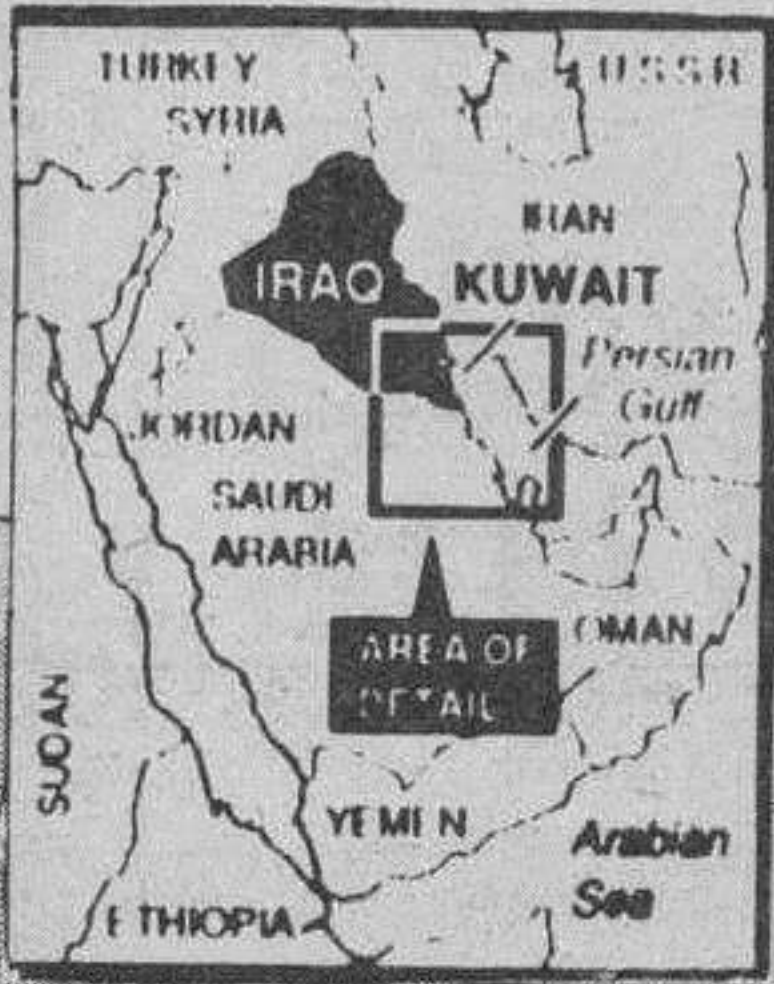 TURKEY
U.S.S.R.
SYRIA
IRAN
IRAQ
KUWAIT
Persian
Gulf
JORDAN
SAUDI
ARABIA
AREA OF
DETAIL
OMAN
SUDAN
YEMEN
Arabian
Sea
ETHIOPIA